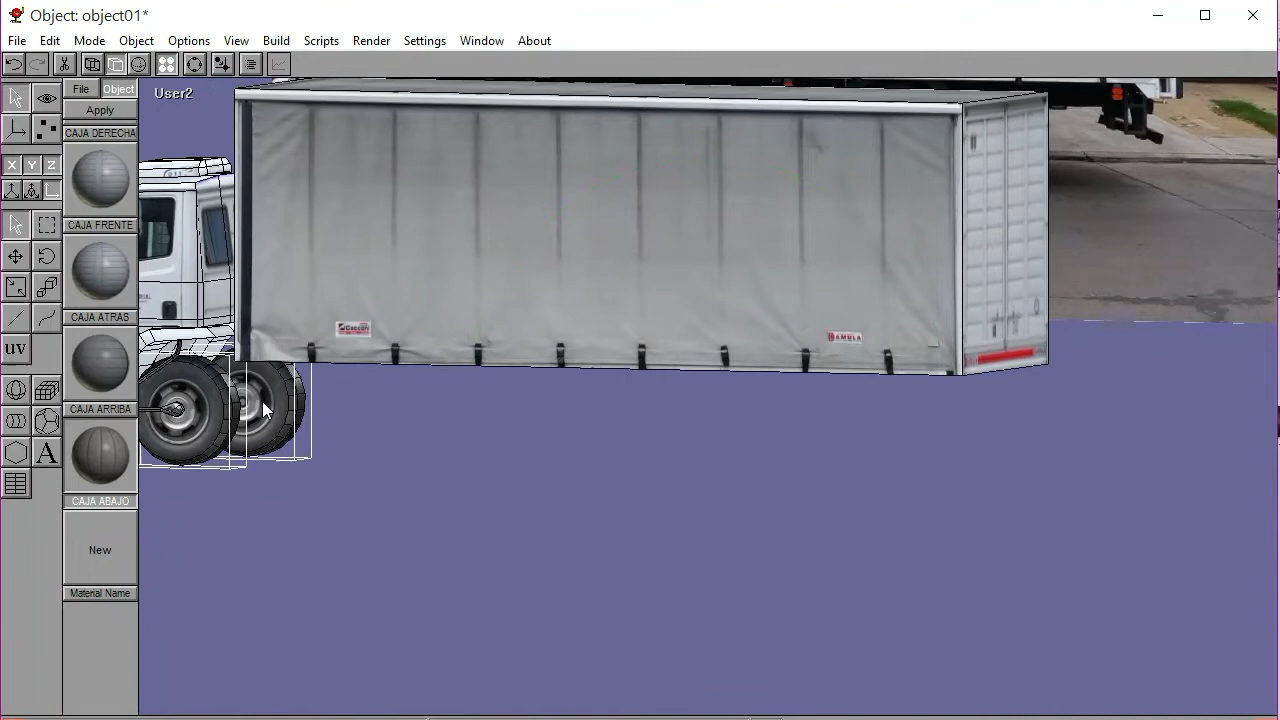 Object: object01*
File Edit Mode Object Options View Build Scripts Render Settings Window About
File Object
User2
Apply
CAJA DERECHA
X Y Z
CAJA FRENTE
CAJA ATRAS
uv
CAJA ARRIBA
A
CAJA ABAJO
New
Material Name